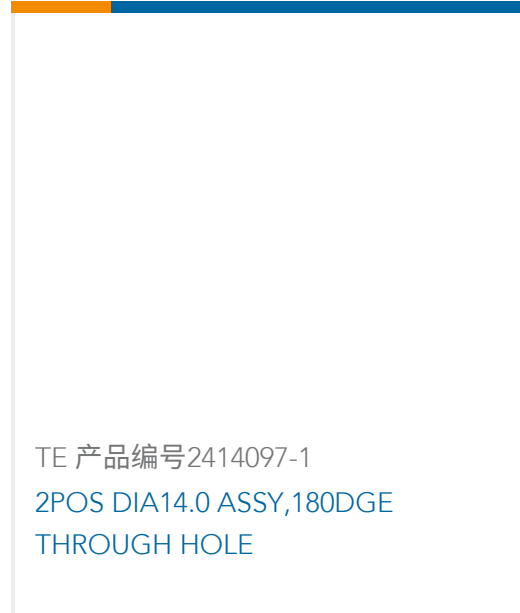 TE 产品编号2414097-1
2POS DIA14.0 ASSY,180DGE
THROUGH HOLE